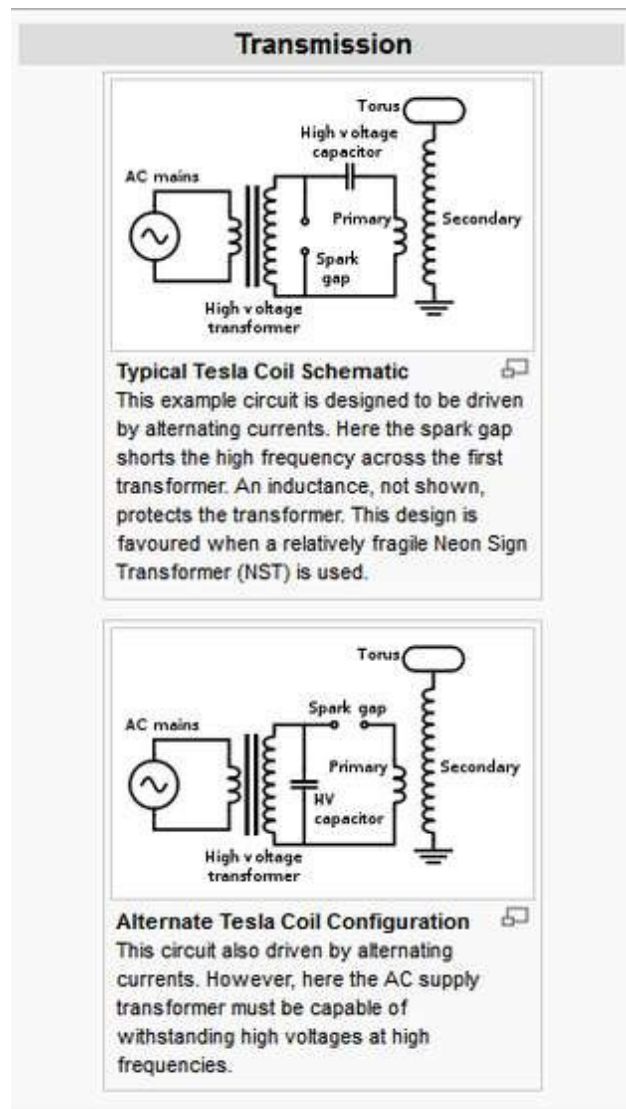 Transmission
Torus
High voltage
capacitor
AC mains
Primary
Secondary
Spark
gap
High voltage
transformer
Typical Tesla Coil Schematic
This example circuit is designed to be driven
by alternating currents. Here the spark gap
shorts the high frequency across the first
transformer. An inductance, not shown,
protects the transformer. This design is
favoured when a relatively fragile Neon Sign
Transformer (NST) is used.
Torus
Spark gap
AC mains
Primary
Secondary
HV
capacitor
High voltage
transformer
Alternate Tesla Coil Configuration
This circuit also driven by alternating
currents. However, here the AC supply
transformer must be capable of
withstanding high voltages at high
frequencies.